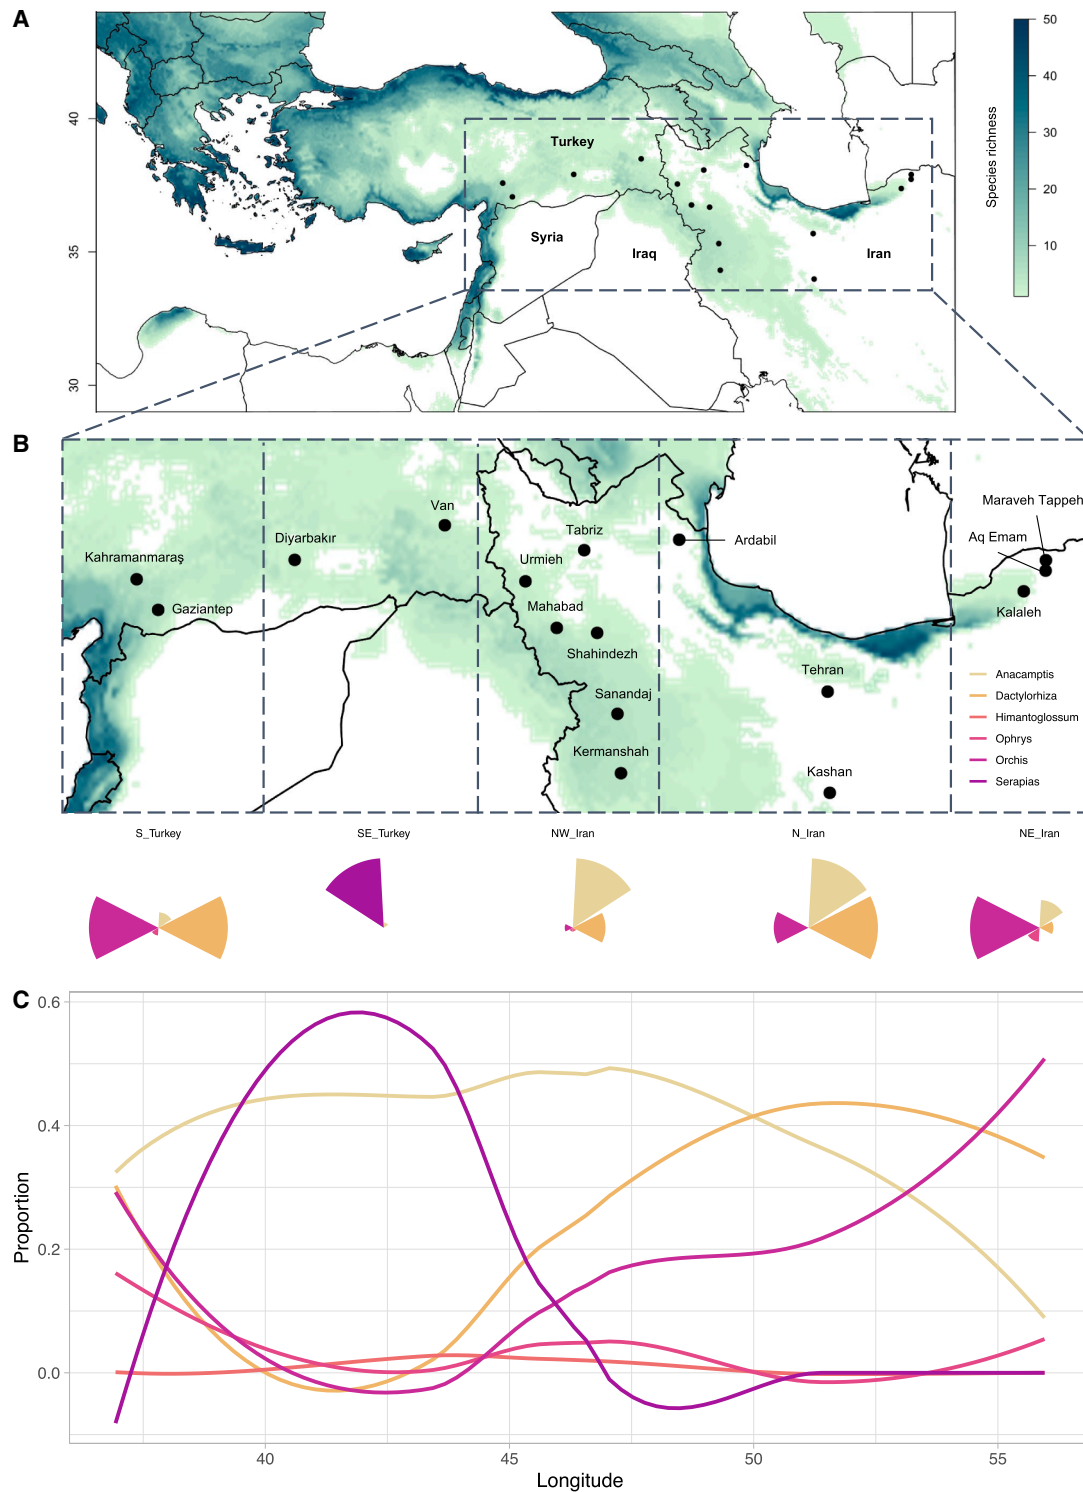 A
50
40
30
20
10
Species richness
40
35
30
Turkey
Syria
Iraq
Iran
B
Maraveh Tappeh
Van
Aq Emam
Diyarbakır
Tabriz
Ardabil
Kahramanmaraş
Urmieh
Gaziantep
Mahabad
Kalaleh
Shahindezh
Tehran
Sanandaj
Kermanshah
Kashan
Anacamptis
Dactylorhiza
Himantoglossum
Ophrys
Orchis
Serapias
S_Turkey
SE_Turkey
NW_Iran
N_Iran
NE_Iran
C
0.6
0.4
0.2
0.0
Proportion
40
45
50
55
Longitude